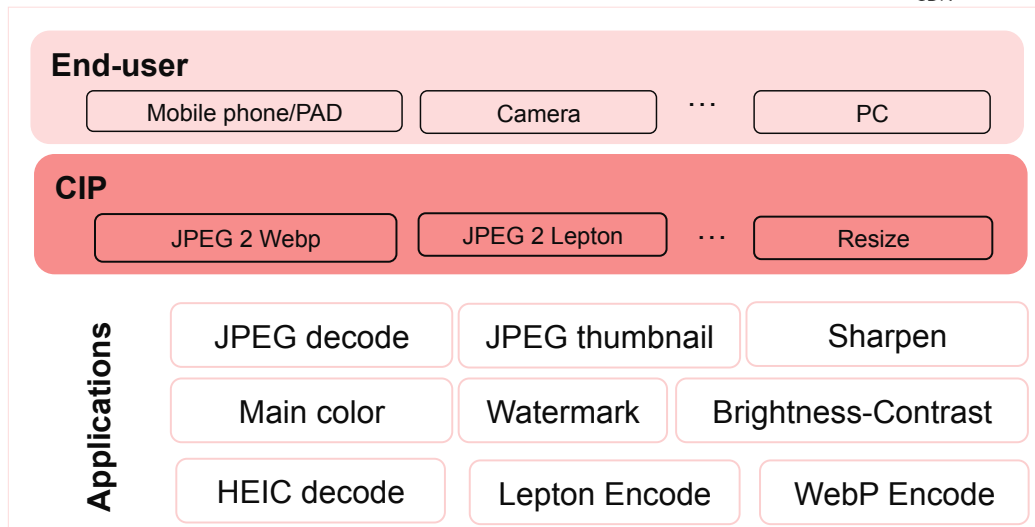 End-user
Mobile phone/PAD
Camera
...
PC
CIP
JPEG 2 Webp
JPEG 2 Lepton
...
Resize
Applications
JPEG decode
JPEG thumbnail
Sharpen
Main color
Watermark
Brightness-Contrast
HEIC decode
Lepton Encode
WebP Encode